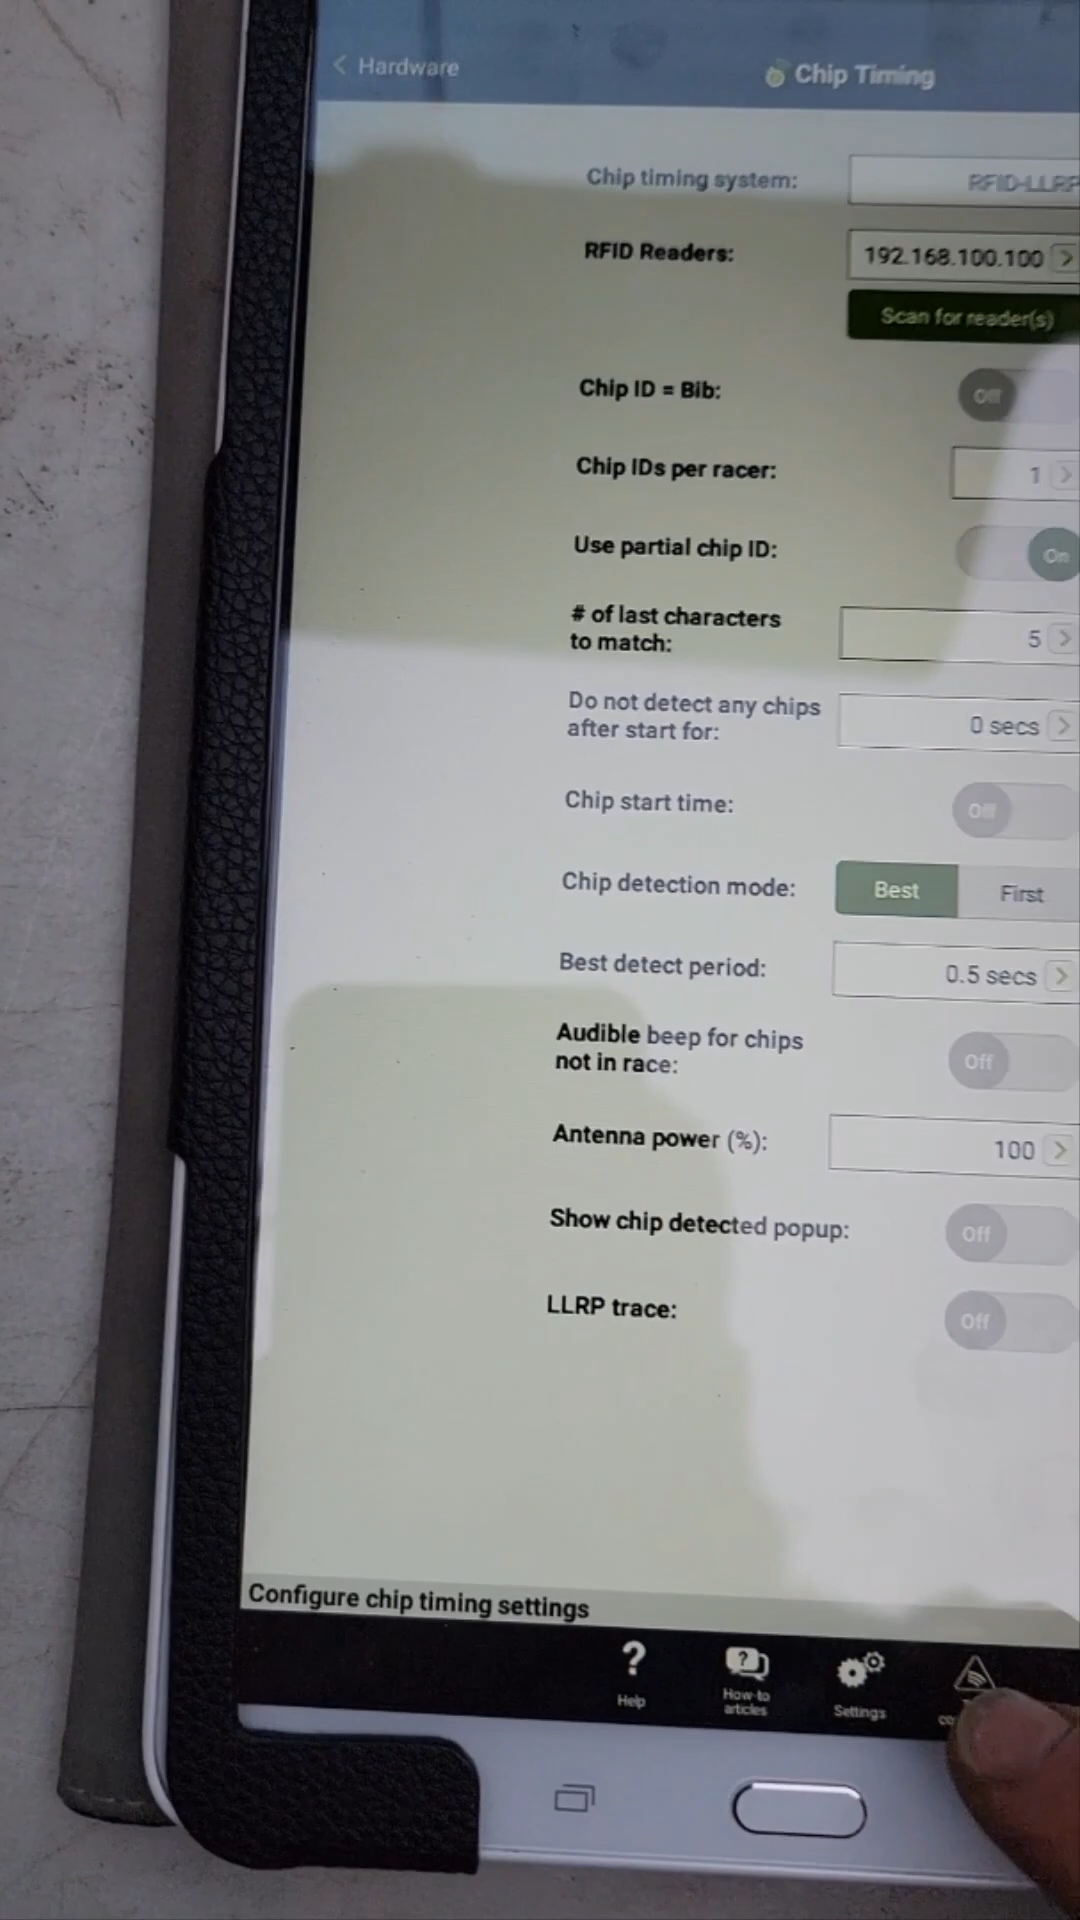 Hardware
Chip Timing
Chip timing system:
RFID-LLRP
RFID Readers:
192.168.100.100
Scan for reader(s)
Chip ID = Bib:
Off
Chip IDs per racer:
1
Use partial chip ID:
On
# of last characters
to match:
5
Do not detect any chips
after start for:
0 secs
Chip start time:
Off
Chip detection mode:
Best
First
Best detect period:
0.5 secs
Audible beep for chips
not in race:
Off
Antenna power (%):
100
Show chip detected popup:
Off
LLRP trace:
Off
Configure chip timing settings
?
Help
?
How-to
articles
Settings